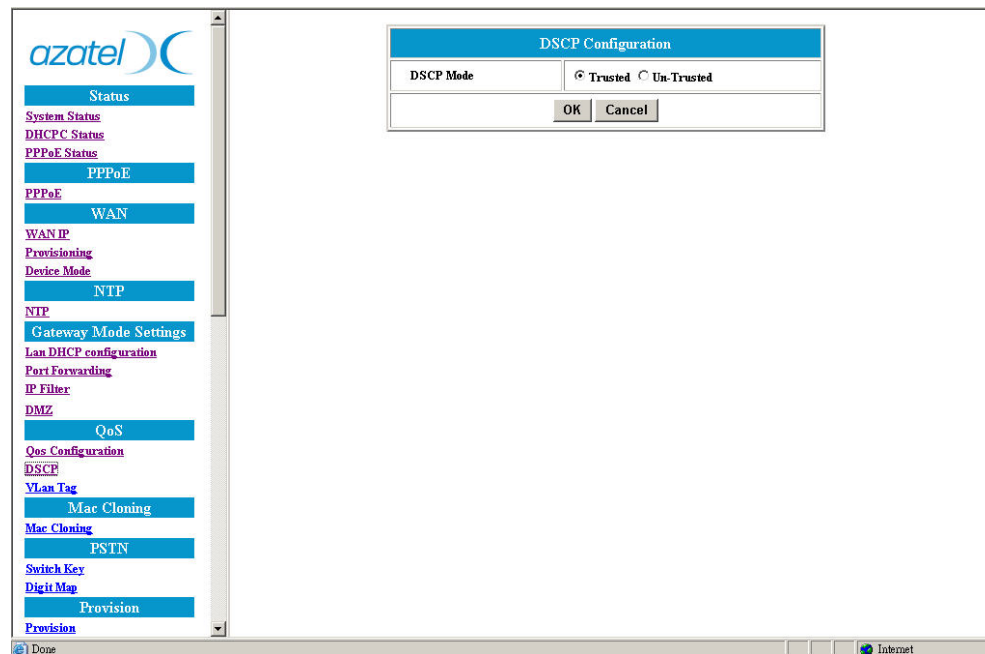 azatel
Status
System Status
DHCPC Status
PPPoE Status
PPPoE
PPPoE
WAN
WAN IP
Provisioning
Device Mode
NTP
NTP
Gateway Mode Settings
Lan DHCP configuration
Port Forwarding
IP Filter
DMZ
QoS
Qos Configuration
DSCP
VLan Tag
Mac Cloning
Mac Cloning
PSTN
Switch Key
Digit Map
Provision
Provision
DSCP Configuration
DSCP Mode Trusted Un-Trusted
OK Cancel
Done Internet